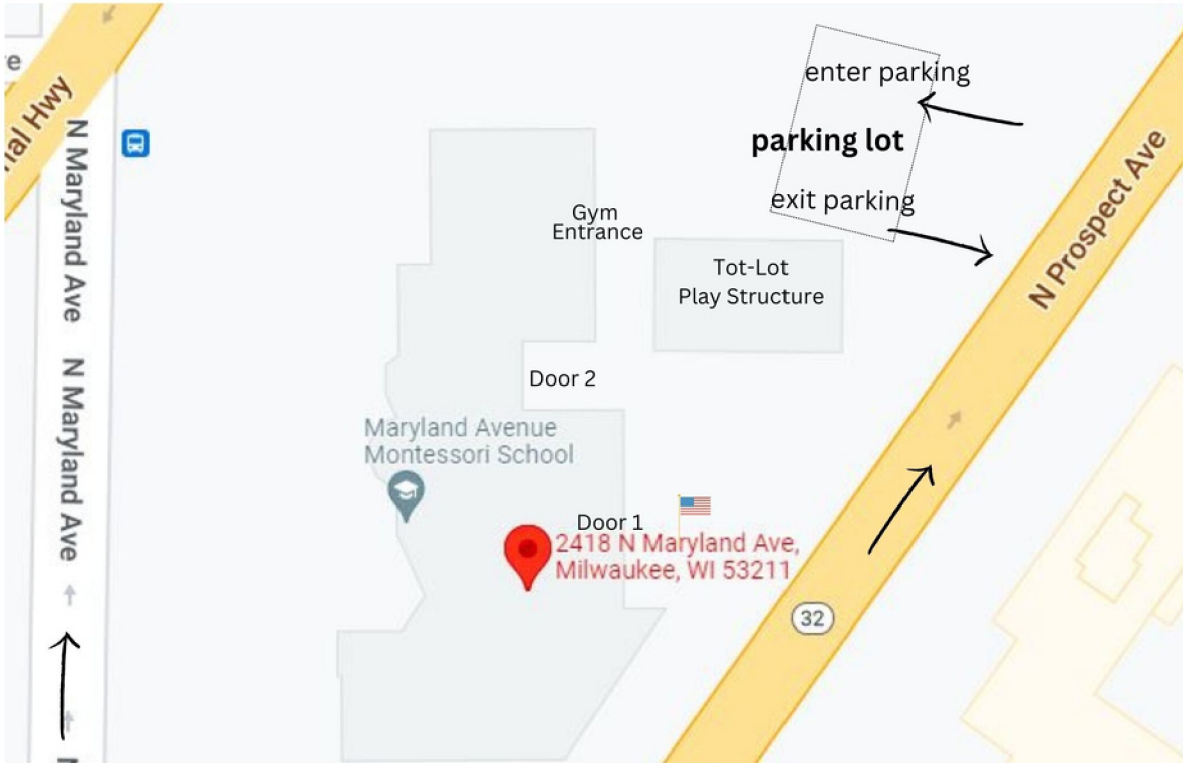 e
ial Hwy
N Maryland Ave
N Maryland Ave
N
enter parking
parking lot
exit parking
Gym
Entrance
Tot-Lot
Play Structure
Door 2
Maryland Avenue
Montessori School
Door 1
2418 N Maryland Ave,
Milwaukee, WI 53211
N Prospect Ave
32